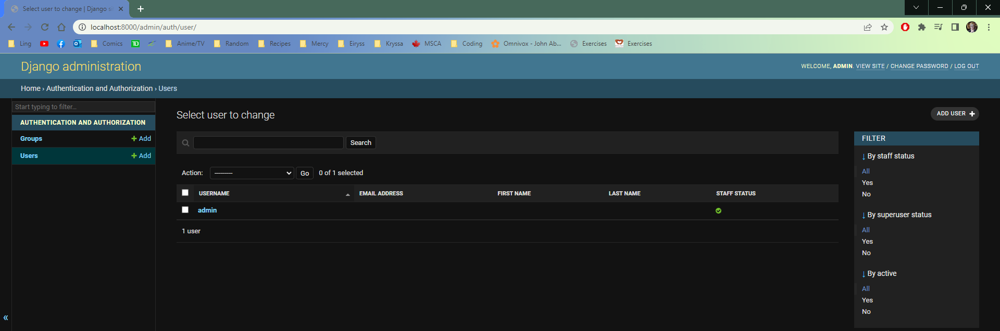 Select user to change | Django si
localhost:8000/admin/auth/user/
Ling Comics TD Anime/TV Random Recipes Mercy Eiryss Kryssa MSCA Coding Omnivox - John Ab... Exercises Exercises
Django administration
WELCOME, ADMIN. VIEW SITE / CHANGE PASSWORD / LOG OUT
Home › Authentication and Authorization › Users
Start typing to filter...
AUTHENTICATION AND AUTHORIZATION
Groups + Add
Users + Add
«
Select user to change
ADD USER +
Search
Action: --------- Go 0 of 1 selected
USERNAME EMAIL ADDRESS FIRST NAME LAST NAME STAFF STATUS
admin
1 user
FILTER
↓ By staff status
All
Yes
No
↓ By superuser status
All
Yes
No
↓ By active
All
Yes
No